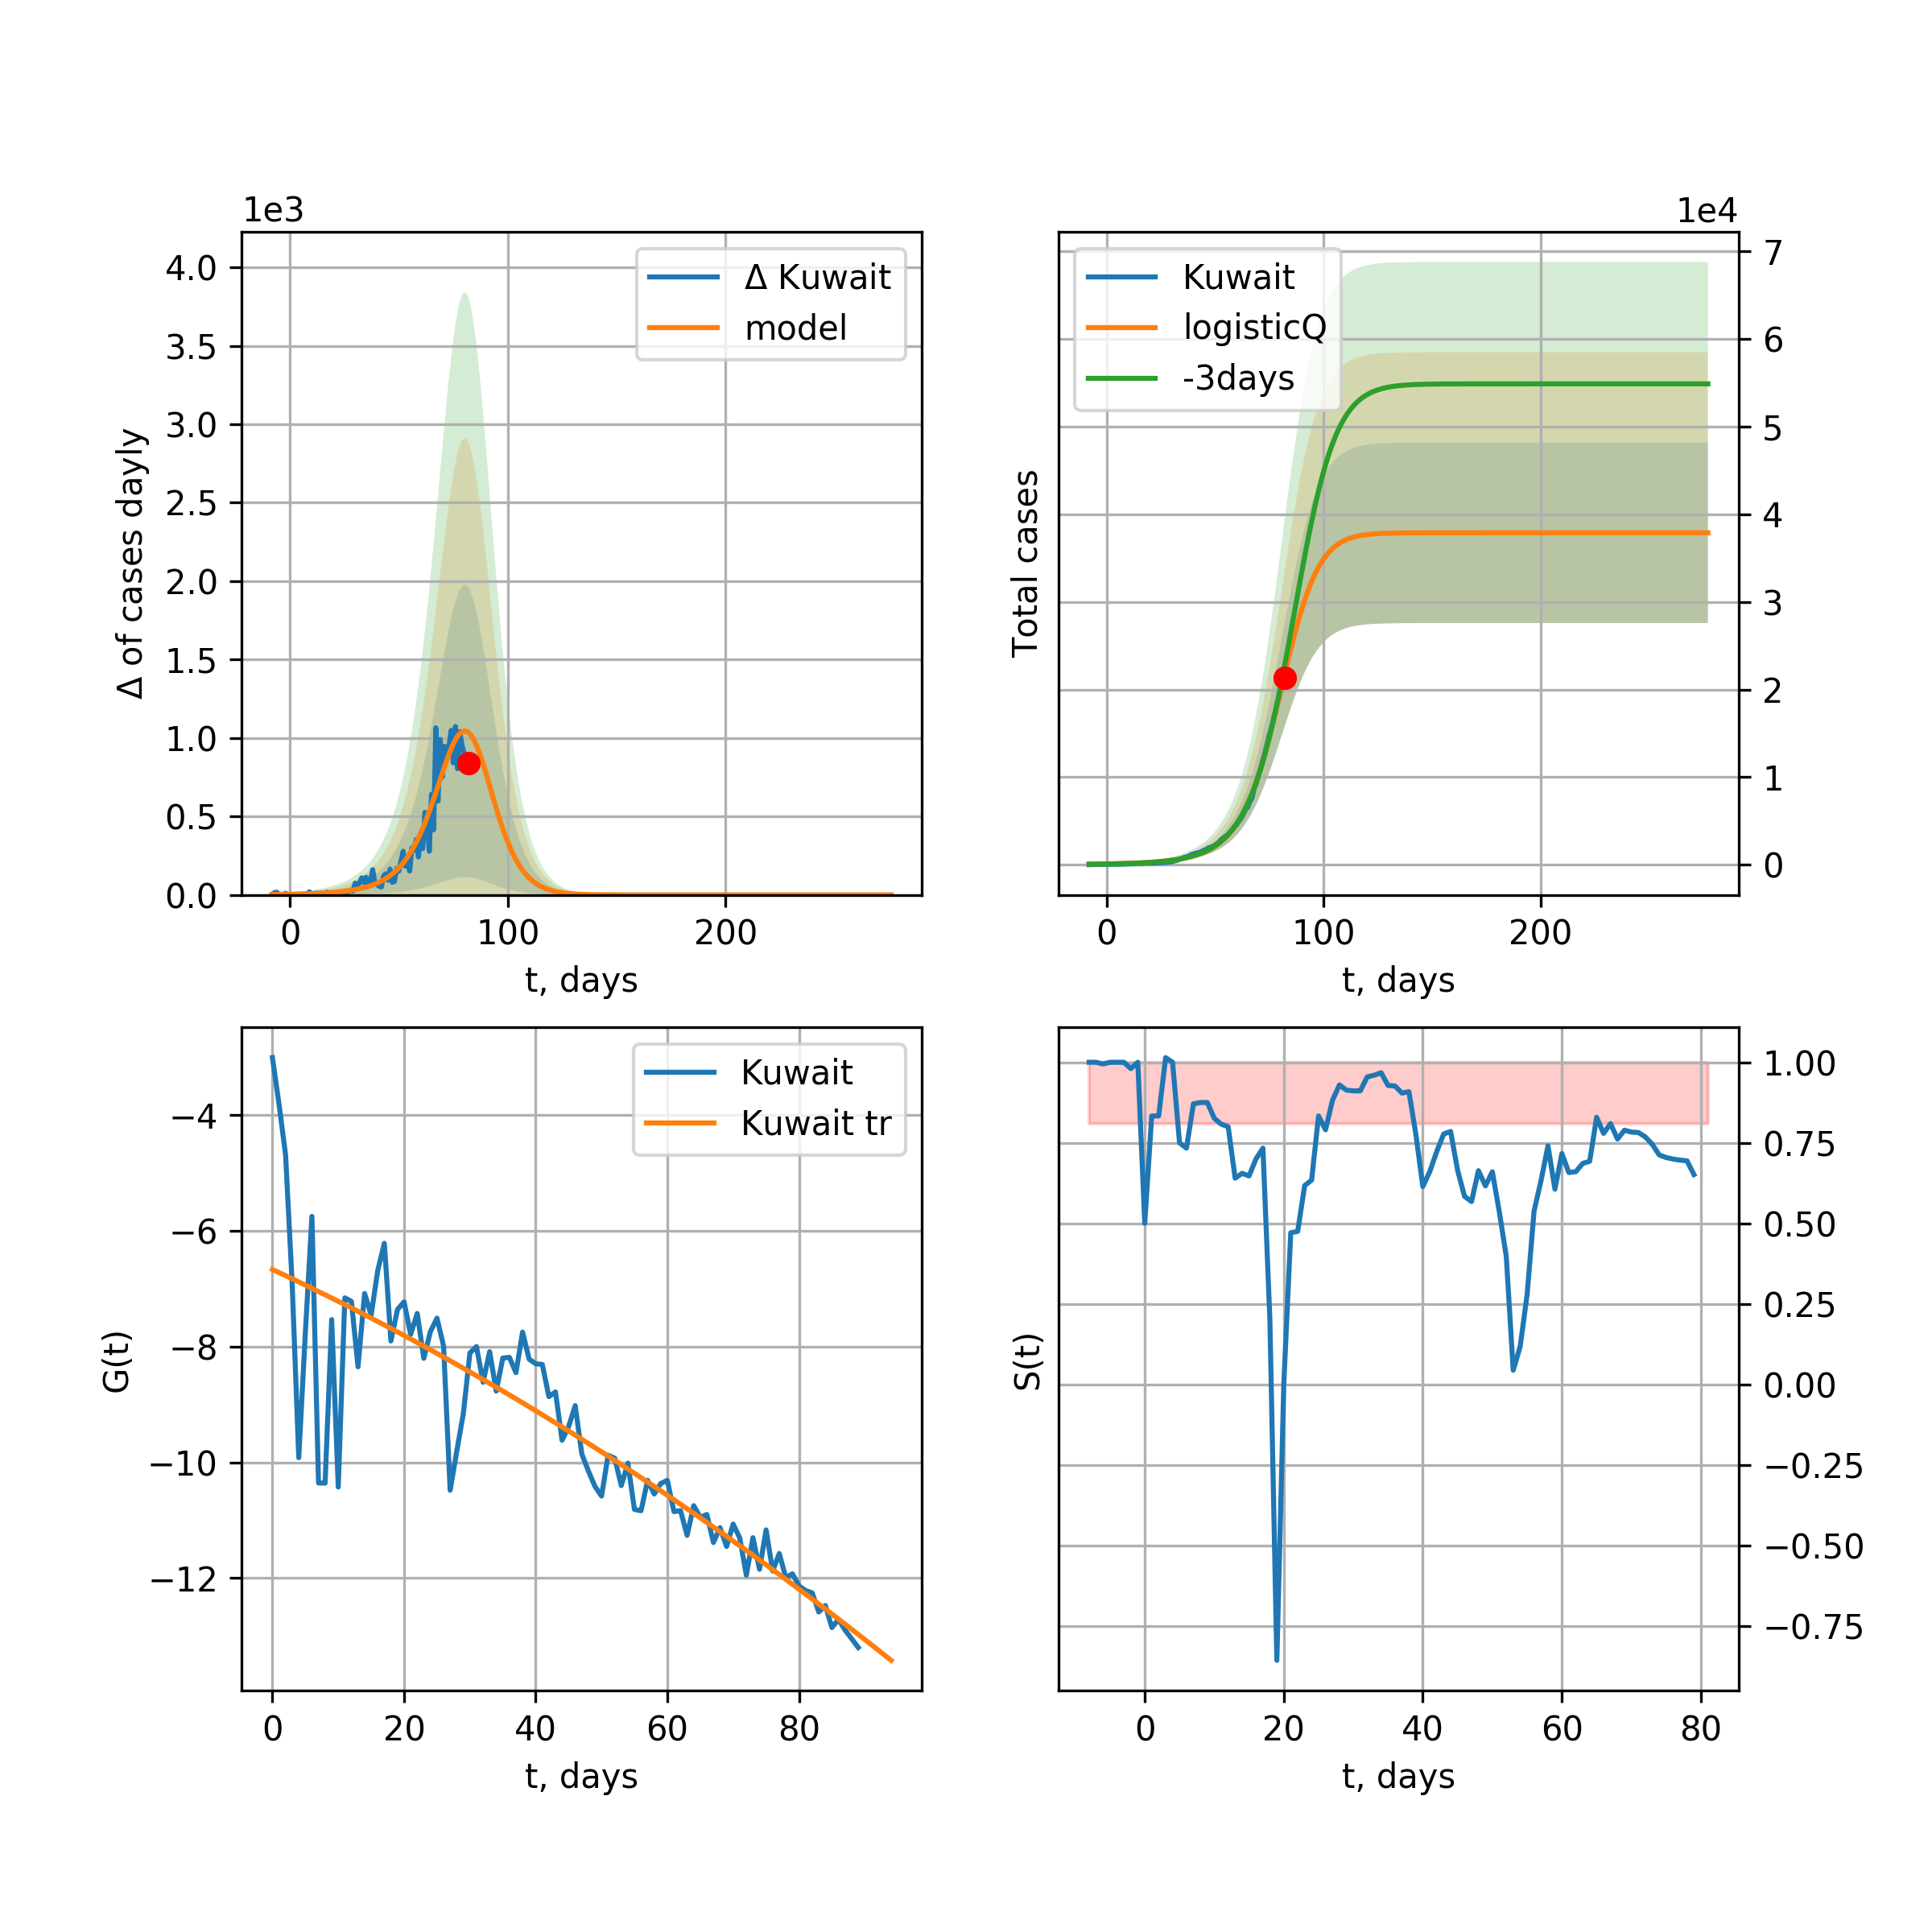 1e3
4.0
3.5
3.0
2.5
2.0
1.5
1.0
0.5
0.0
Δ of cases dayly
Δ Kuwait
model
0 100 200
t, days
1e4
7
6
5
4
3
2
1
0
Total cases
Kuwait
logisticQ
-3days
0 100 200
t, days
−4
−6
−8
−10
−12
G(t)
Kuwait
Kuwait tr
0 20 40 60 80
t, days
1.00
0.75
0.50
0.25
0.00
−0.25
−0.50
−0.75
S(t)
0 20 40 60 80
t, days